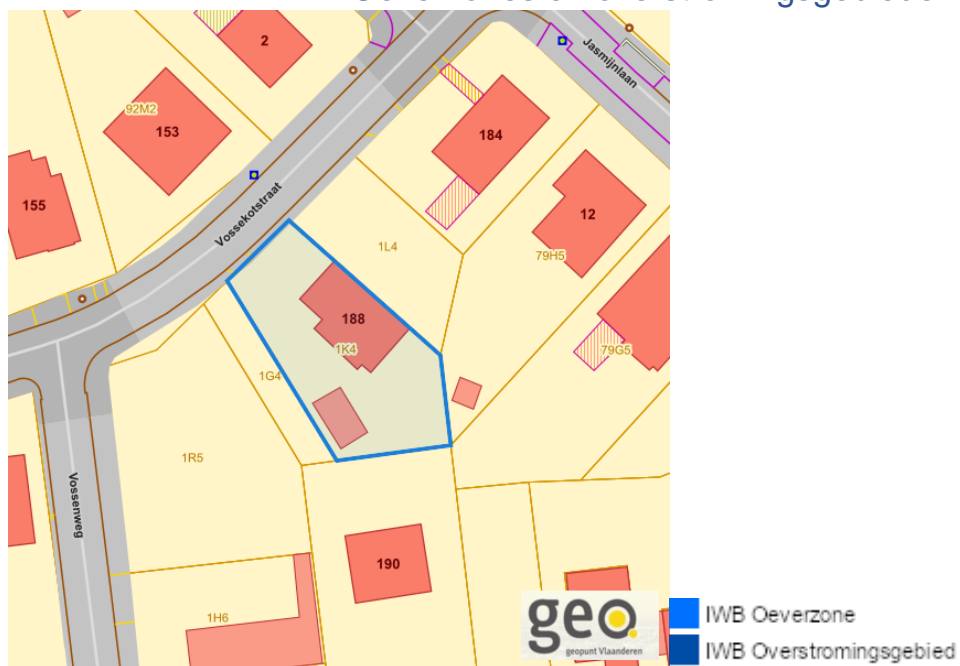 2
Jasmijnlaan
92M2
153
184
155
12
Vossekotstraat
1L4
79H5
188
1K4
79G5
1G4
1R5
Vossenweg
190
1H6
geo
geopunt Vlaanderen
IWB Oeverzone
IWB Overstromingsgebied